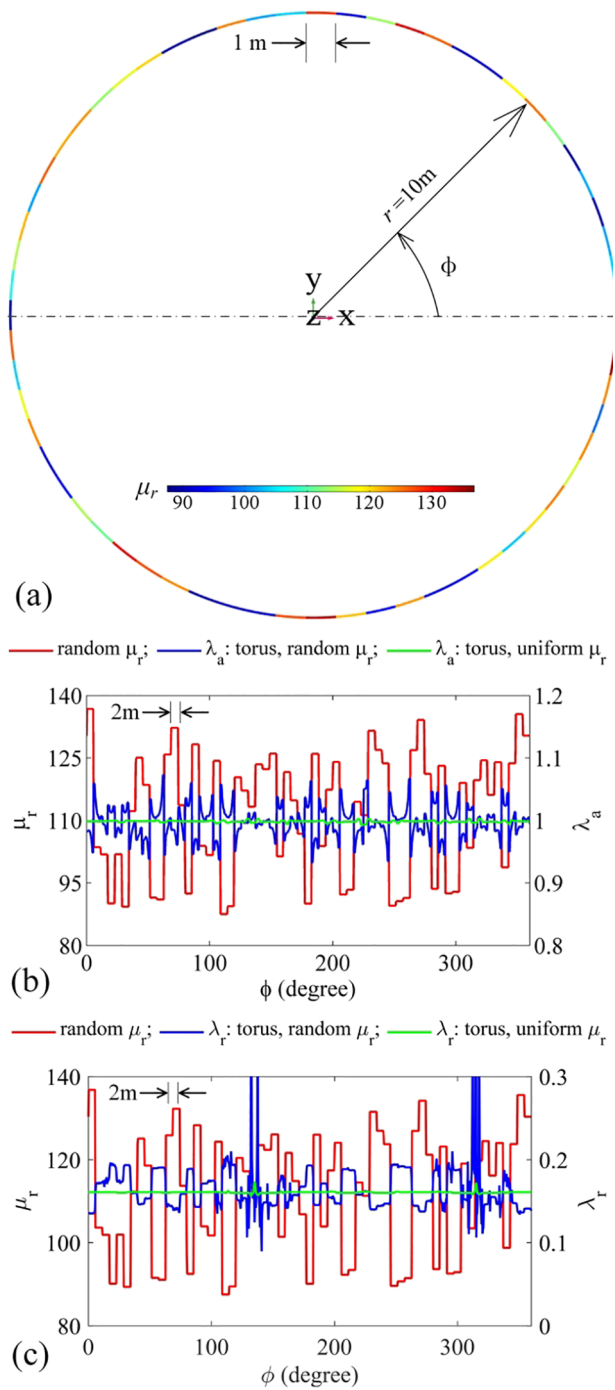 1 m
r=10m
ϕ
y
z x
μr 90 100 110 120 130
(a)
random μr; λa: torus, random μr; λa: torus, uniform μr
2m
140
125
110
95
80
μr
1.2
1.1
1
0.9
0.8
λa
0 100 200 300
ϕ (degree)
(b)
random μr; λr: torus, random μr; λr: torus, uniform μr
2m
140
120
100
80
μr
0.3
0.2
0.1
0
λr
0 100 200 300
ϕ (degree)
(c)